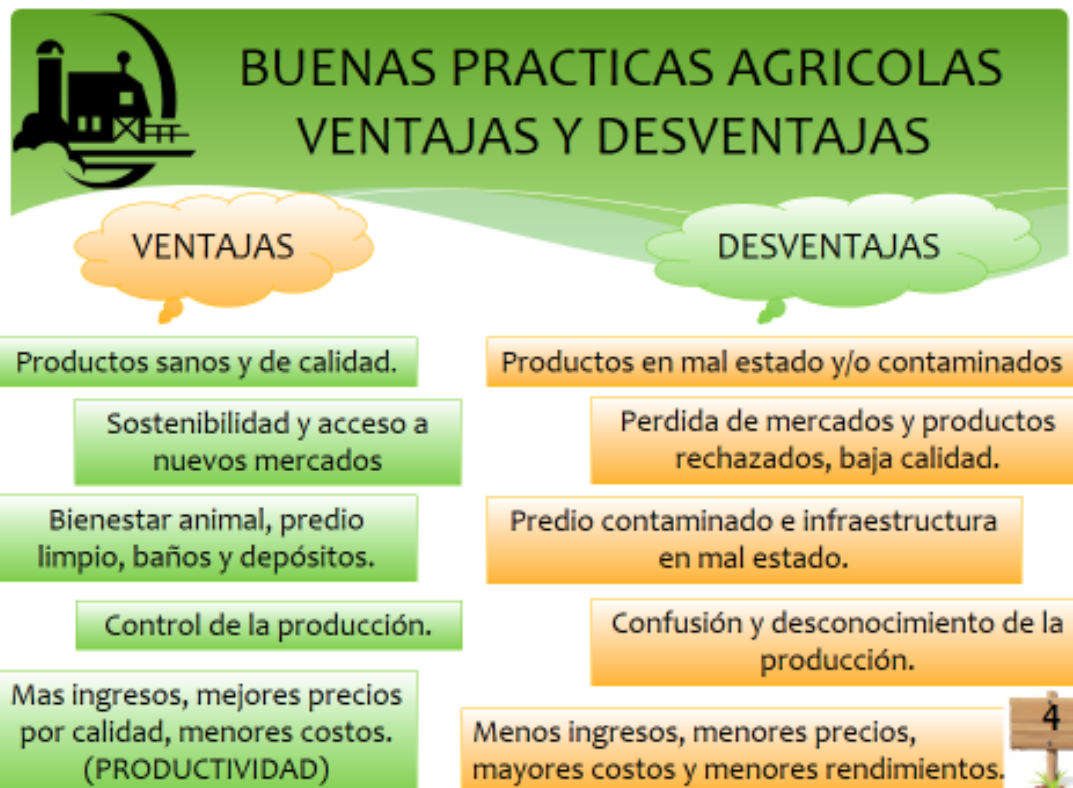 BUENAS PRACTICAS AGRICOLAS
VENTAJAS Y DESVENTAJAS
VENTAJAS
DESVENTAJAS
Productos sanos y de calidad.
Productos en mal estado y/o contaminados
Sostenibilidad y acceso a
nuevos mercados
Perdida de mercados y productos
rechazados, baja calidad.
Bienestar animal, predio
limpio, baños y depósitos.
Predio contaminado e infraestructura
en mal estado.
Control de la producción.
Confusión y desconocimiento de la
producción.
Mas ingresos, mejores precios
por calidad, menores costos.
(PRODUCTIVIDAD)
Menos ingresos, menores precios,
mayores costos y menores rendimientos.
4